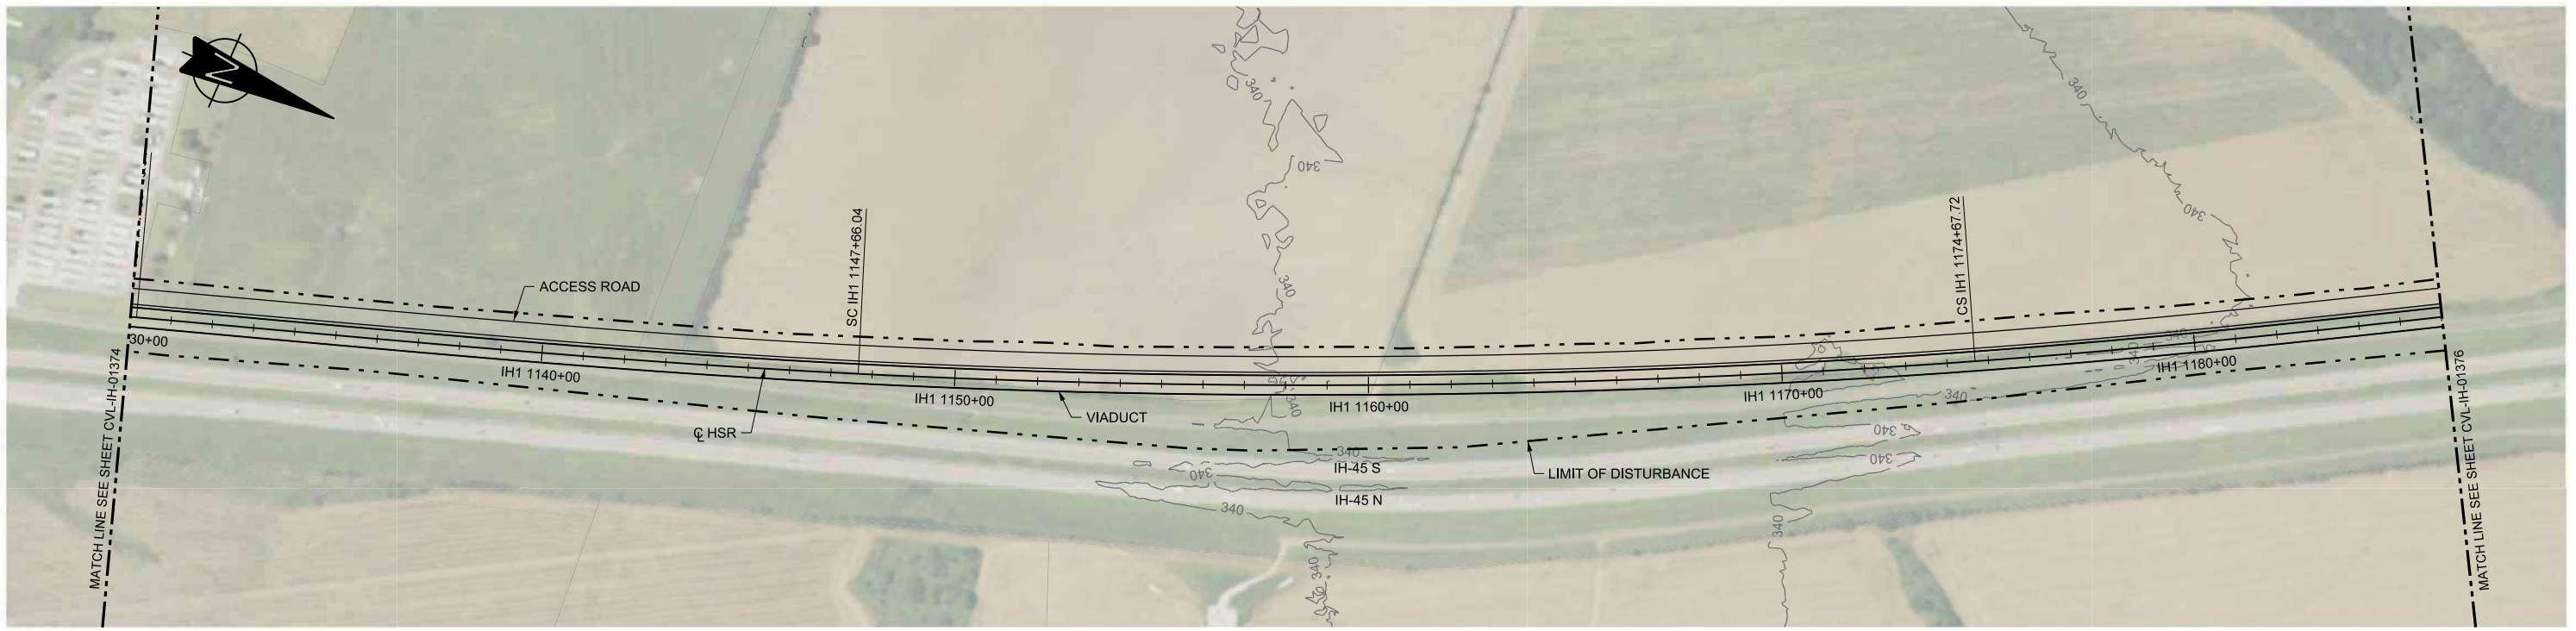 340
340
340
340
SC IH1 1147+66.04
CS IH1 1174+67.72
ACCESS ROAD
340
30+00
IH1 1140+00
IH1 1150+00
IH1 1160+00
IH1 1170+00
IH1 1180+00
340
340
340
340
VIADUCT
℄ HSR
340
340
340
IH-45 S
340
IH-45 N
LIMIT OF DISTURBANCE
340
340
340
MATCH LINE SEE SHEET CVL-IH-01374
MATCH LINE SEE SHEET CVL-IH-01376